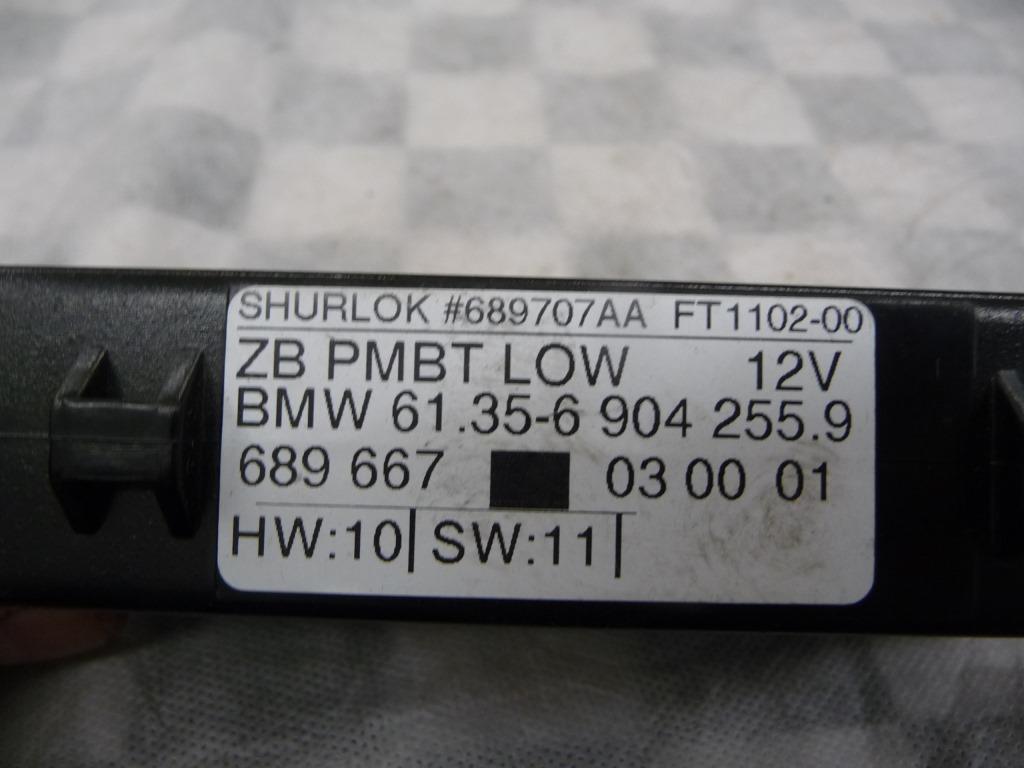 SHURLOK #689707AA FT1102-00
ZB PMBT LOW 12V
BMW 61.35-6 904 255.9
689 667 03 00 01
HW:10| SW:11|